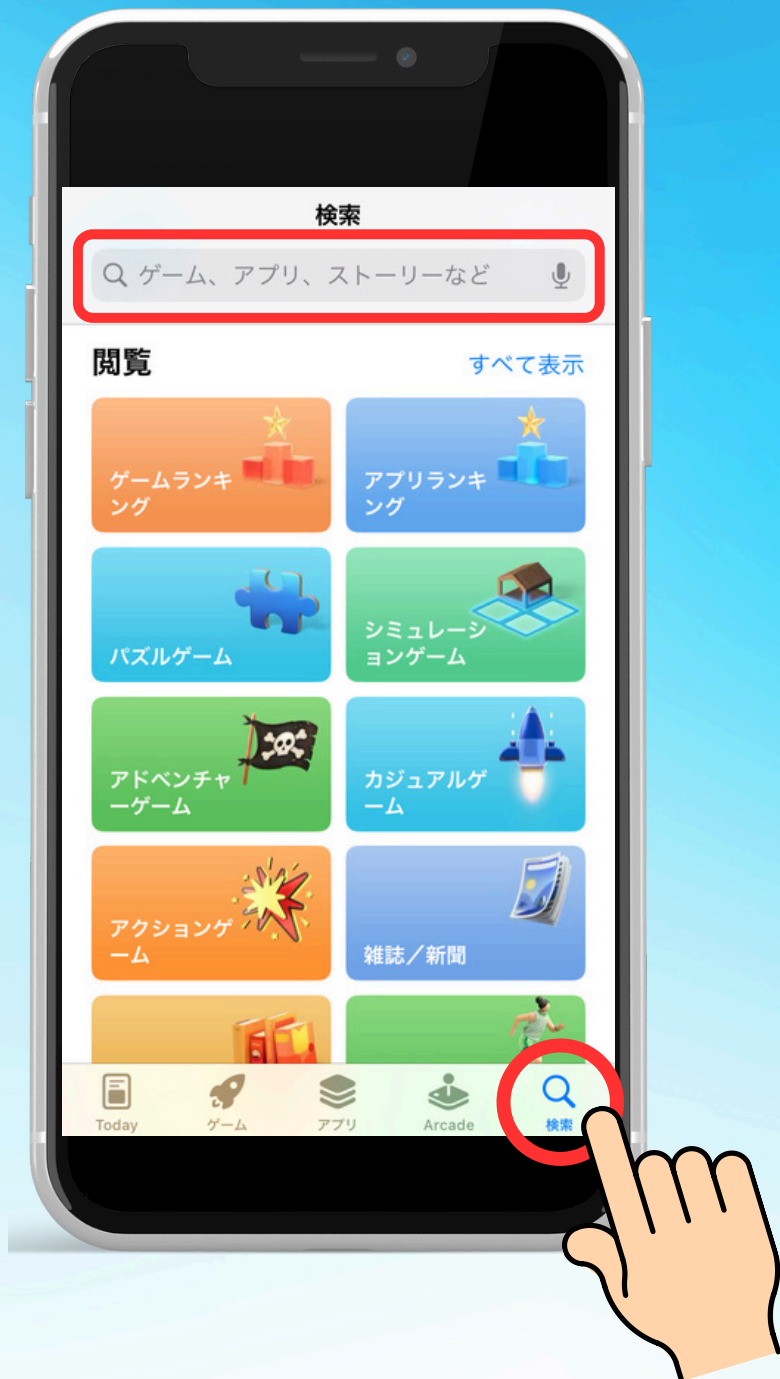 検索
ゲーム、アプリ、ストーリーなど
閲覧
すべて表示
ゲームランキ
ング
アプリランキ
ング
パズルゲーム
シミュレーシ
ョンゲーム
アドベンチャ
ーゲーム
カジュアルゲ
ーム
アクションゲ
ーム
雑誌／新聞
Today
ゲーム
アプリ
Arcade
検索